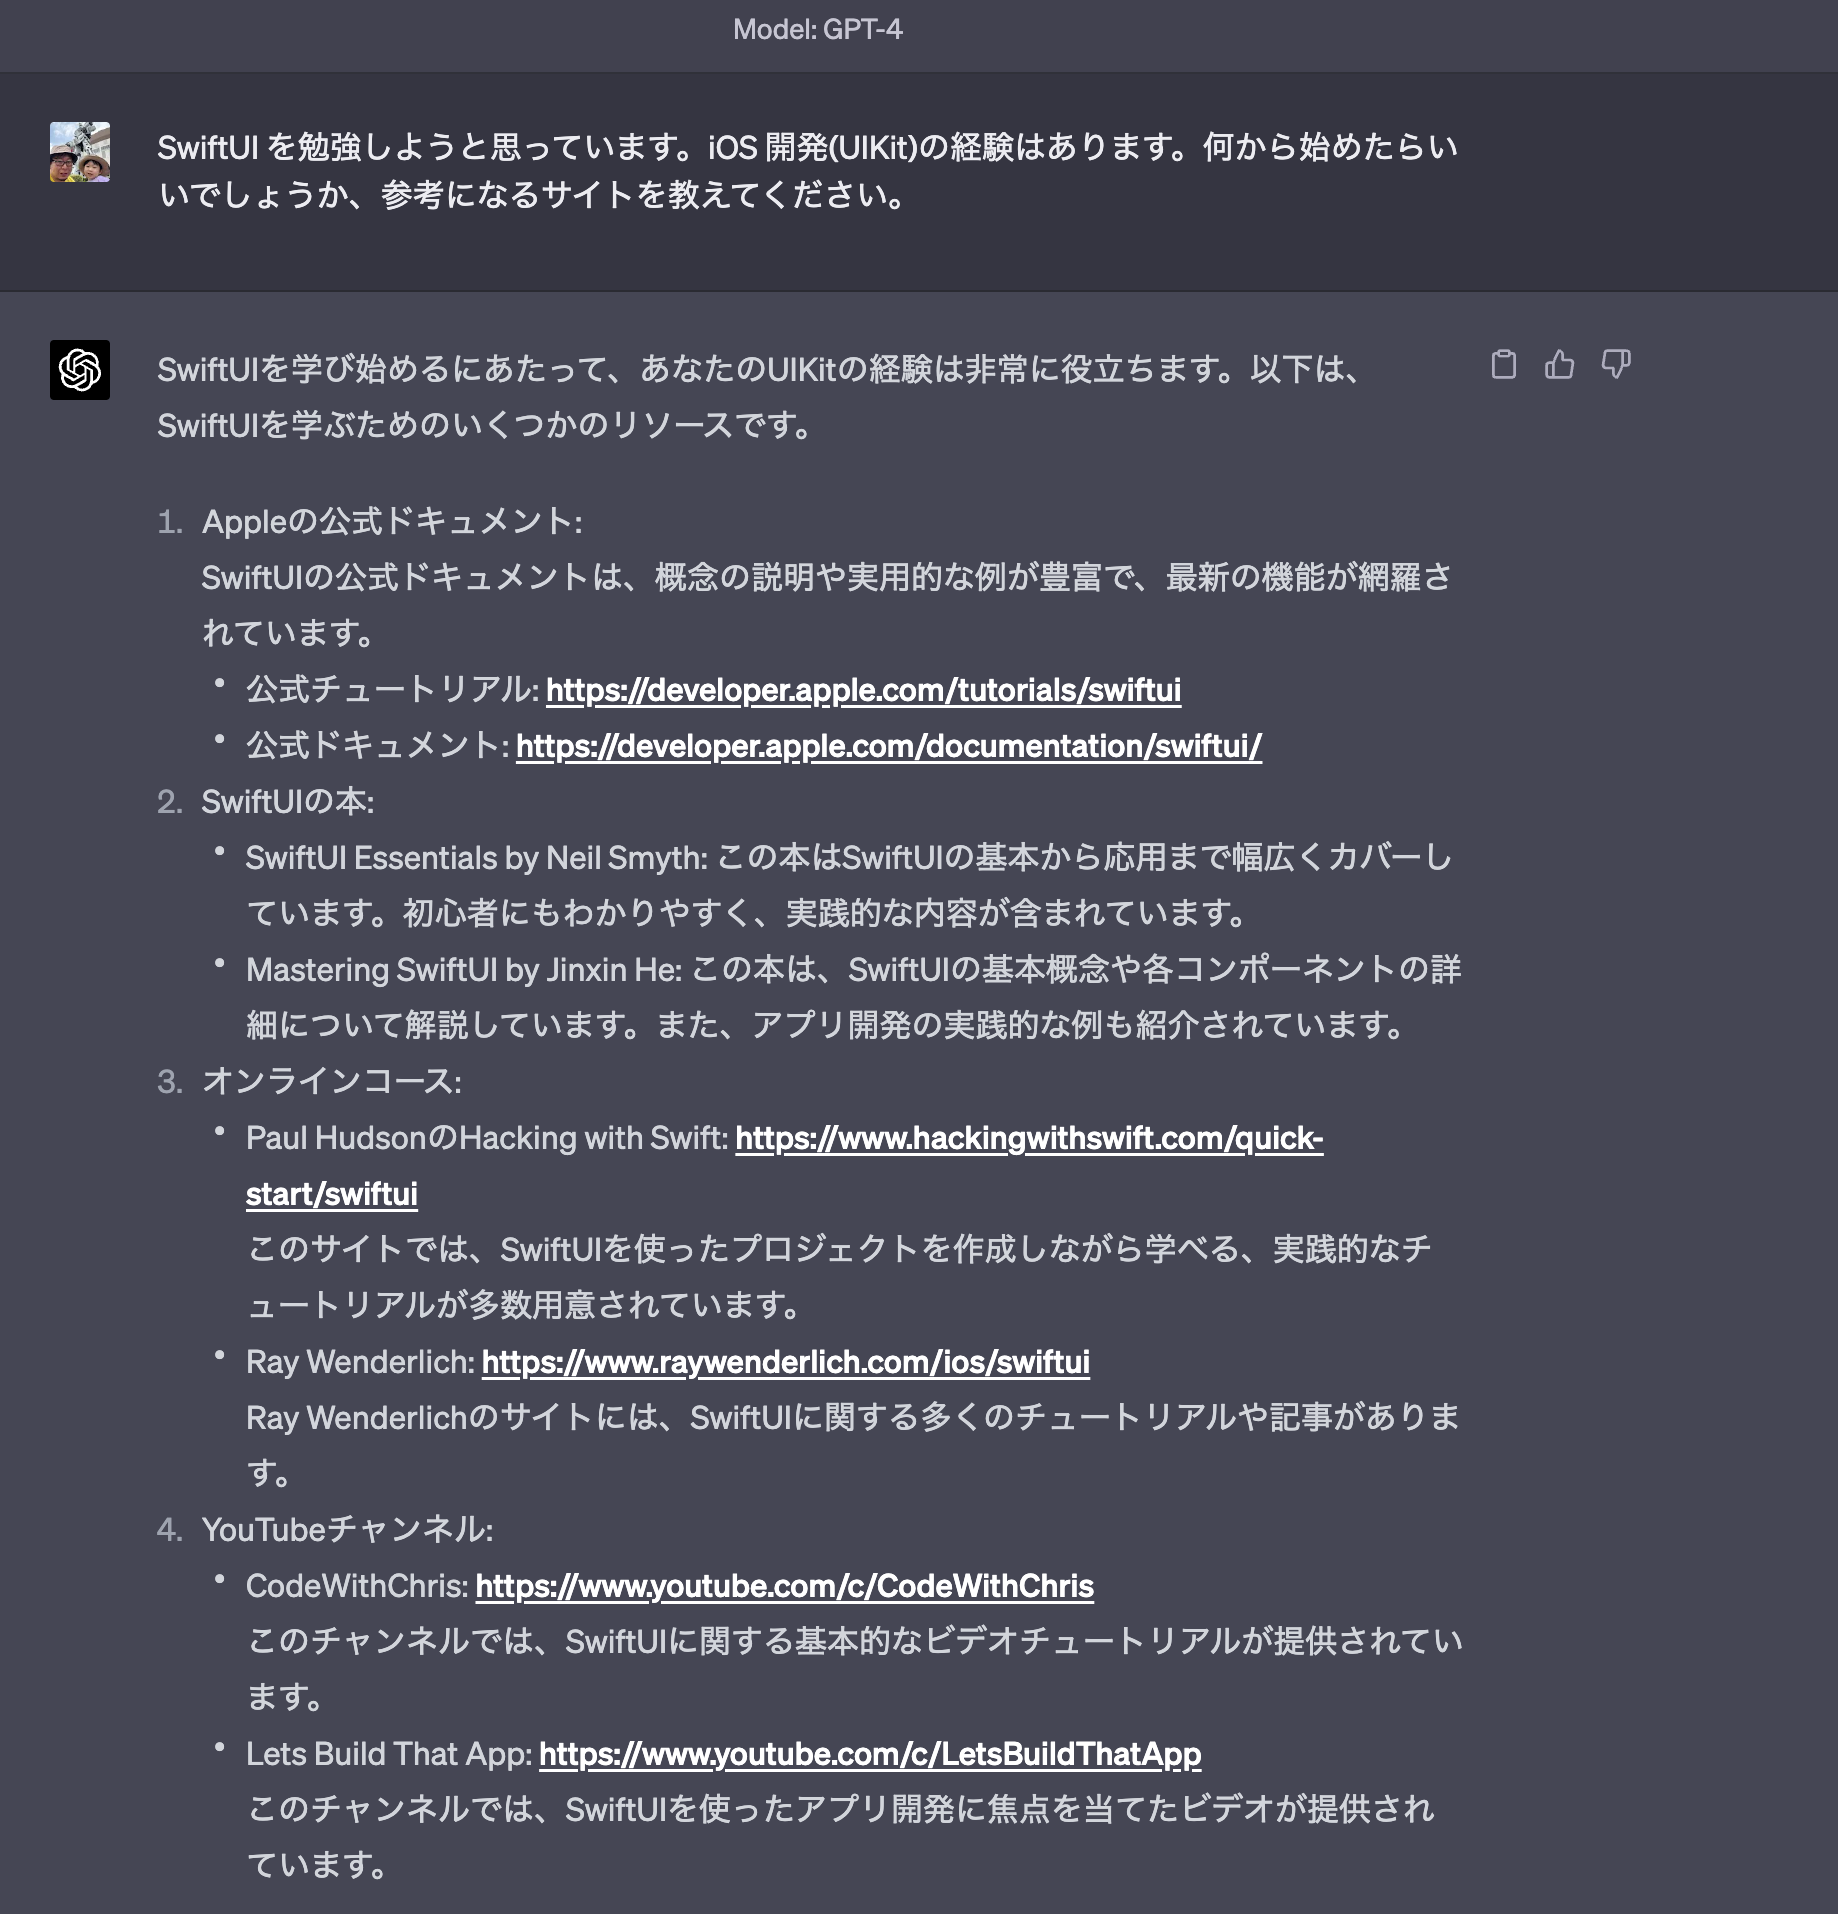 Model: GPT-4
SwiftUI を勉強しようと思っています。iOS 開発(UIKit)の経験はあります。何から始めたらい
いでしょうか、参考になるサイトを教えてください。
SwiftUIを学び始めるにあたって、あなたのUIKitの経験は非常に役立ちます。以下は、
SwiftUIを学ぶためのいくつかのリソースです。
1. Appleの公式ドキュメント:
SwiftUIの公式ドキュメントは、概念の説明や実用的な例が豊富で、最新の機能が網羅さ
れています。
• 公式チュートリアル: https://developer.apple.com/tutorials/swiftui
• 公式ドキュメント: https://developer.apple.com/documentation/swiftui/
2. SwiftUIの本:
• SwiftUI Essentials by Neil Smyth: この本はSwiftUIの基本から応用まで幅広くカバーし
ています。初心者にもわかりやすく、実践的な内容が含まれています。
• Mastering SwiftUI by Jinxin He: この本は、SwiftUIの基本概念や各コンポーネントの詳
細について解説しています。また、アプリ開発の実践的な例も紹介されています。
3. オンラインコース:
• Paul HudsonのHacking with Swift: https://www.hackingwithswift.com/quick-
start/swiftui
このサイトでは、SwiftUIを使ったプロジェクトを作成しながら学べる、実践的なチ
ュートリアルが多数用意されています。
• Ray Wenderlich: https://www.raywenderlich.com/ios/swiftui
Ray Wenderlichのサイトには、SwiftUIに関する多くのチュートリアルや記事がありま
す。
4. YouTubeチャンネル:
• CodeWithChris: https://www.youtube.com/c/CodeWithChris
このチャンネルでは、SwiftUIに関する基本的なビデオチュートリアルが提供されてい
ます。
• Lets Build That App: https://www.youtube.com/c/LetsBuildThatApp
このチャンネルでは、SwiftUIを使ったアプリ開発に焦点を当てたビデオが提供され
ています。